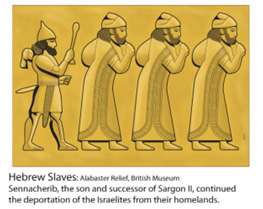 Hebrew Slaves: Alabaster Relief, British Museum
Sennacherib, the son and successor of Sargon II, continued
the deportation of the Israelites from their homelands.